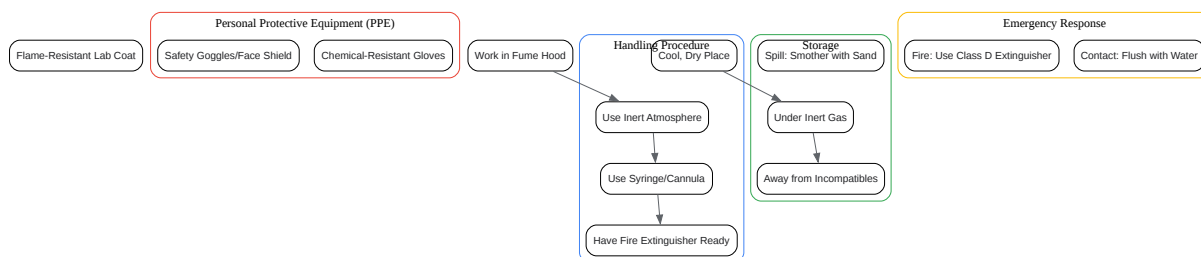 Personal Protective Equipment (PPE)
Emergency Response
Handling Procedure
Storage
Flame-Resistant Lab Coat
Safety Goggles/Face Shield
Chemical-Resistant Gloves
Work in Fume Hood
Cool, Dry Place
Spill: Smother with Sand
Fire: Use Class D Extinguisher
Contact: Flush with Water
Use Inert Atmosphere
Under Inert Gas
Use Syringe/Cannula
Away from Incompatibles
Have Fire Extinguisher Ready